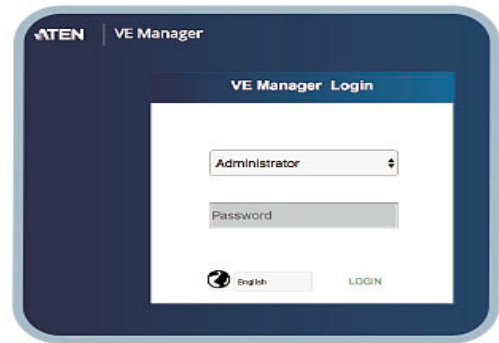 ATEN VE Manager
VE Manager Login
Administrator
Password
English LOGIN